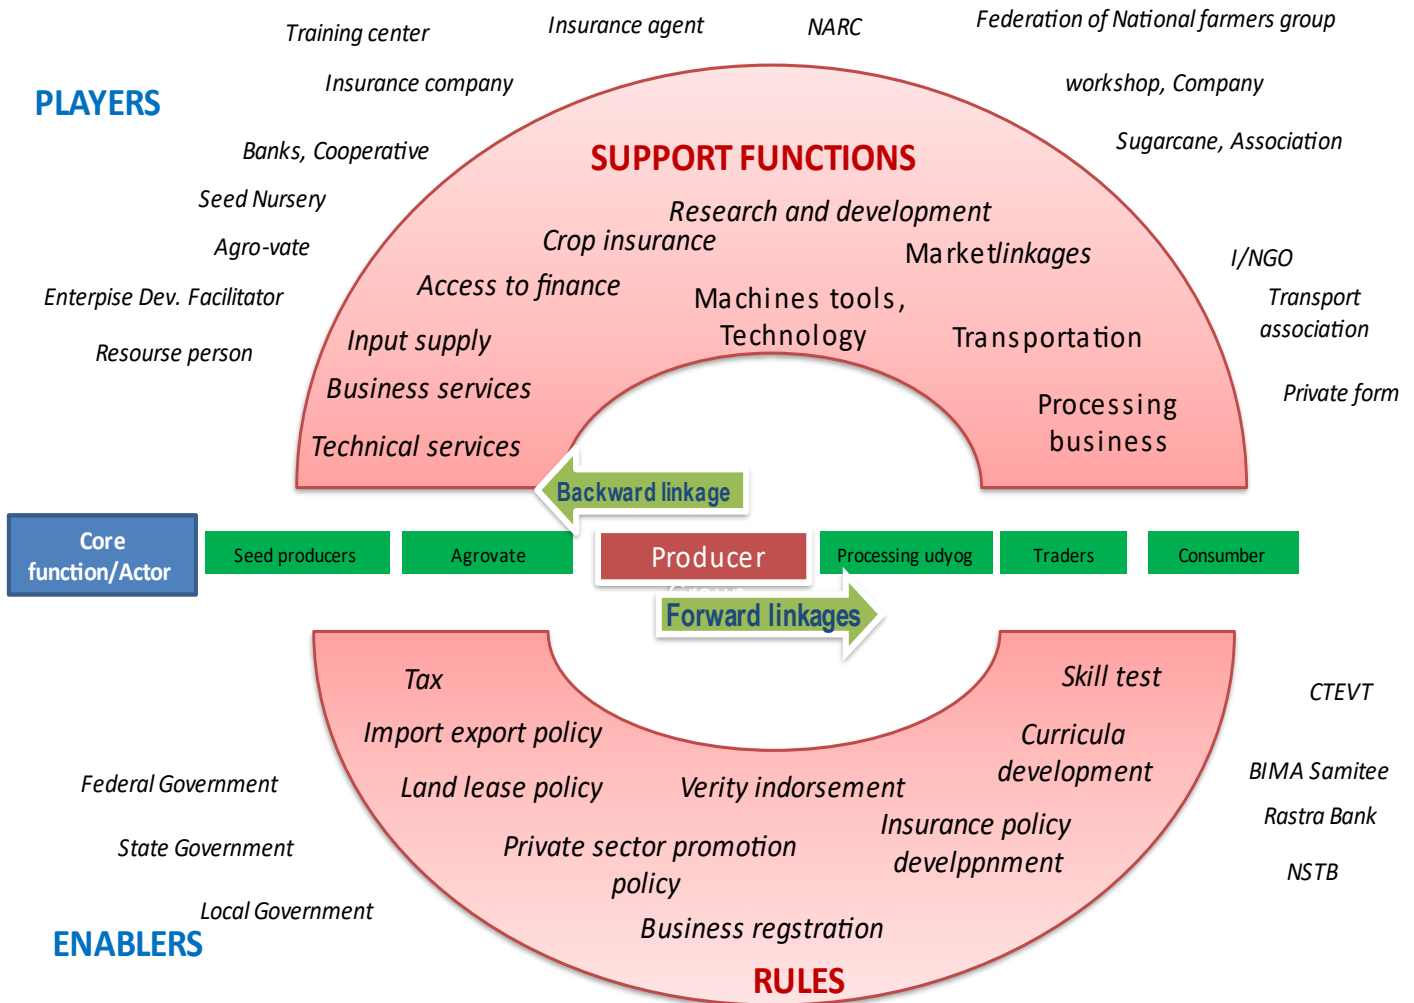 Training center
Insurance agent
NARC
Federation of National farmers group
PLAYERS
Insurance company
workshop, Company
Banks, Cooperative
Sugarcane, Association
SUPPORT FUNCTIONS
Seed Nursery
Research and development
Agro-vate
Crop insurance
Marketlinkages
I/NGO
Enterpise Dev. Facilitator
Access to finance
Machines tools,
Technology
Transport
association
Resourse person
Input supply
Transportation
Business services
Processing
business
Private form
Technical services
Backward linkage
Core
function/Actor
Seed producers
Agrovate
Producer
Processing udyog
Traders
Consumber
Forward linkages
Tax
Skill test
CTEVT
Import export policy
Curricula
development
Federal Government
Land lease policy
Verity indorsement
BIMA Samitee
State Government
Private sector promotion
policy
Insurance policy
develppnment
Rastra Bank
NSTB
Local Government
Business regstration
ENABLERS
RULES